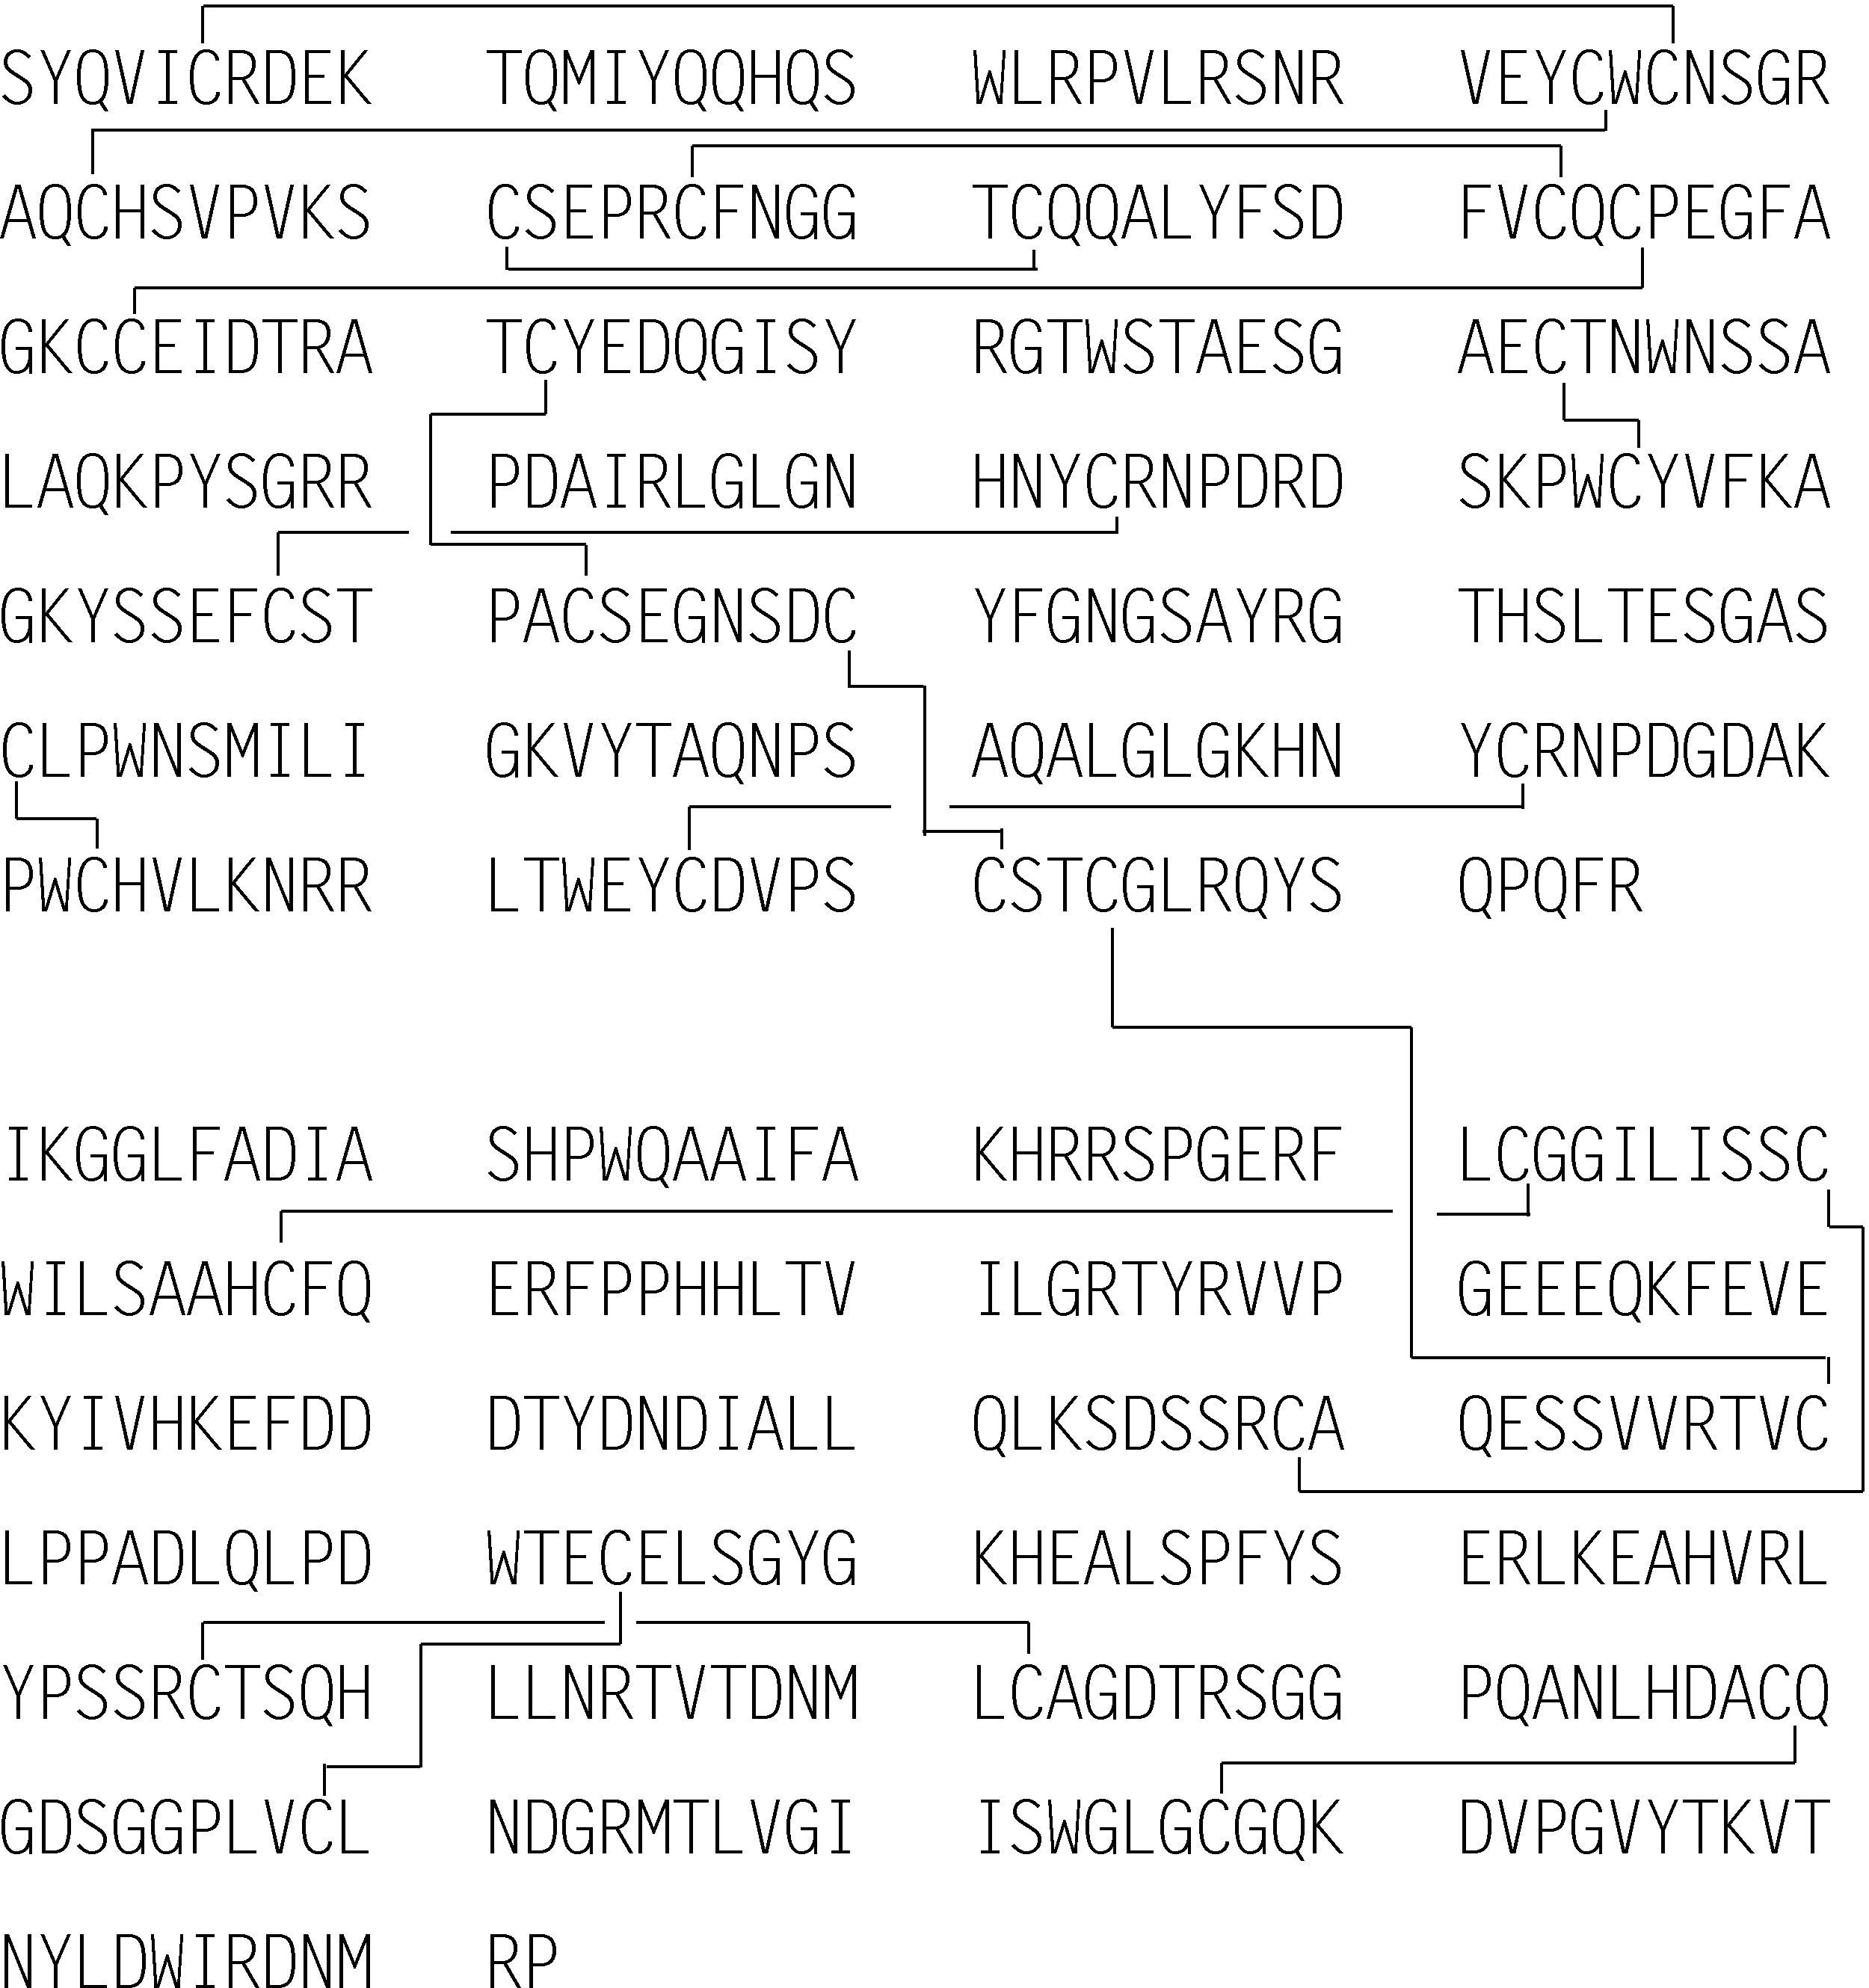 SYQVICRDEK TQMIYQQHQS WLRPVLRSNR VEYCWCNSGR
AQCHSVPVKS CSEPRCFNGG TCQQALYFSD FVCQCPEGFA
GKCCEIDTRA TCYEDQGISY RGTWSTAESG AECTNWNSSA
LAQKPYSGRR PDAIRLGLGN HNYCRNPDRD SKPWCYVFKA
GKYSSEFCST PACSEGNSDC YFGNGSAYRG THSLTESGAS
CLPWNSMILI GKVYTAQNPS AQALGLGKHN YCRNPDGDAK
PWCHVLKNRR LTWEYCDVPS CSTCGLRQYS QPQFR
IKGGLFADIA SHPWQAAIFA KHRRSPGERF LCGGILISSC
WILSAAHCFQ ERFPPHHLTV ILGRTYRVVP GEEEQKFEVE
KYIVHKEFDD DTYDNDIALL QLKSDSSRCA QESSVVRTVC
LPPADLQLPD WTECELSGYG KHEALSPFYS ERLKEAHVRL
YPSSRCTSQH LLNRTVTDNM LCAGDTRSGG PQANLHDACQ
GDSGGPLVCL NDGRMTLVGI ISWGLGCGQK DVPGVYTKVT
NYLDWIRDNM RP